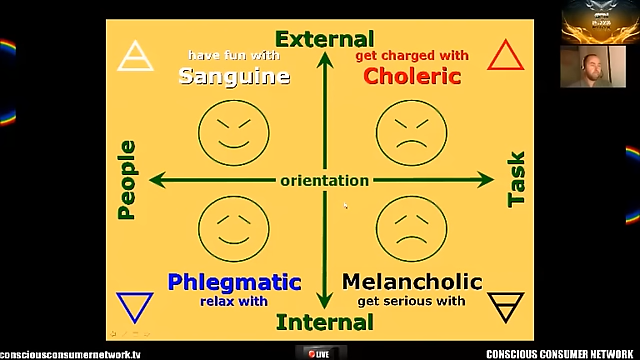 External
have fun with
Sanguine
get charged with
Choleric
People
orientation
Task
Phlegmatic
relax with
Melancholic
get serious with
Internal
LIVE
consciousconsumernetwork.tv
CONSCIOUS CONSUMER NETWORK